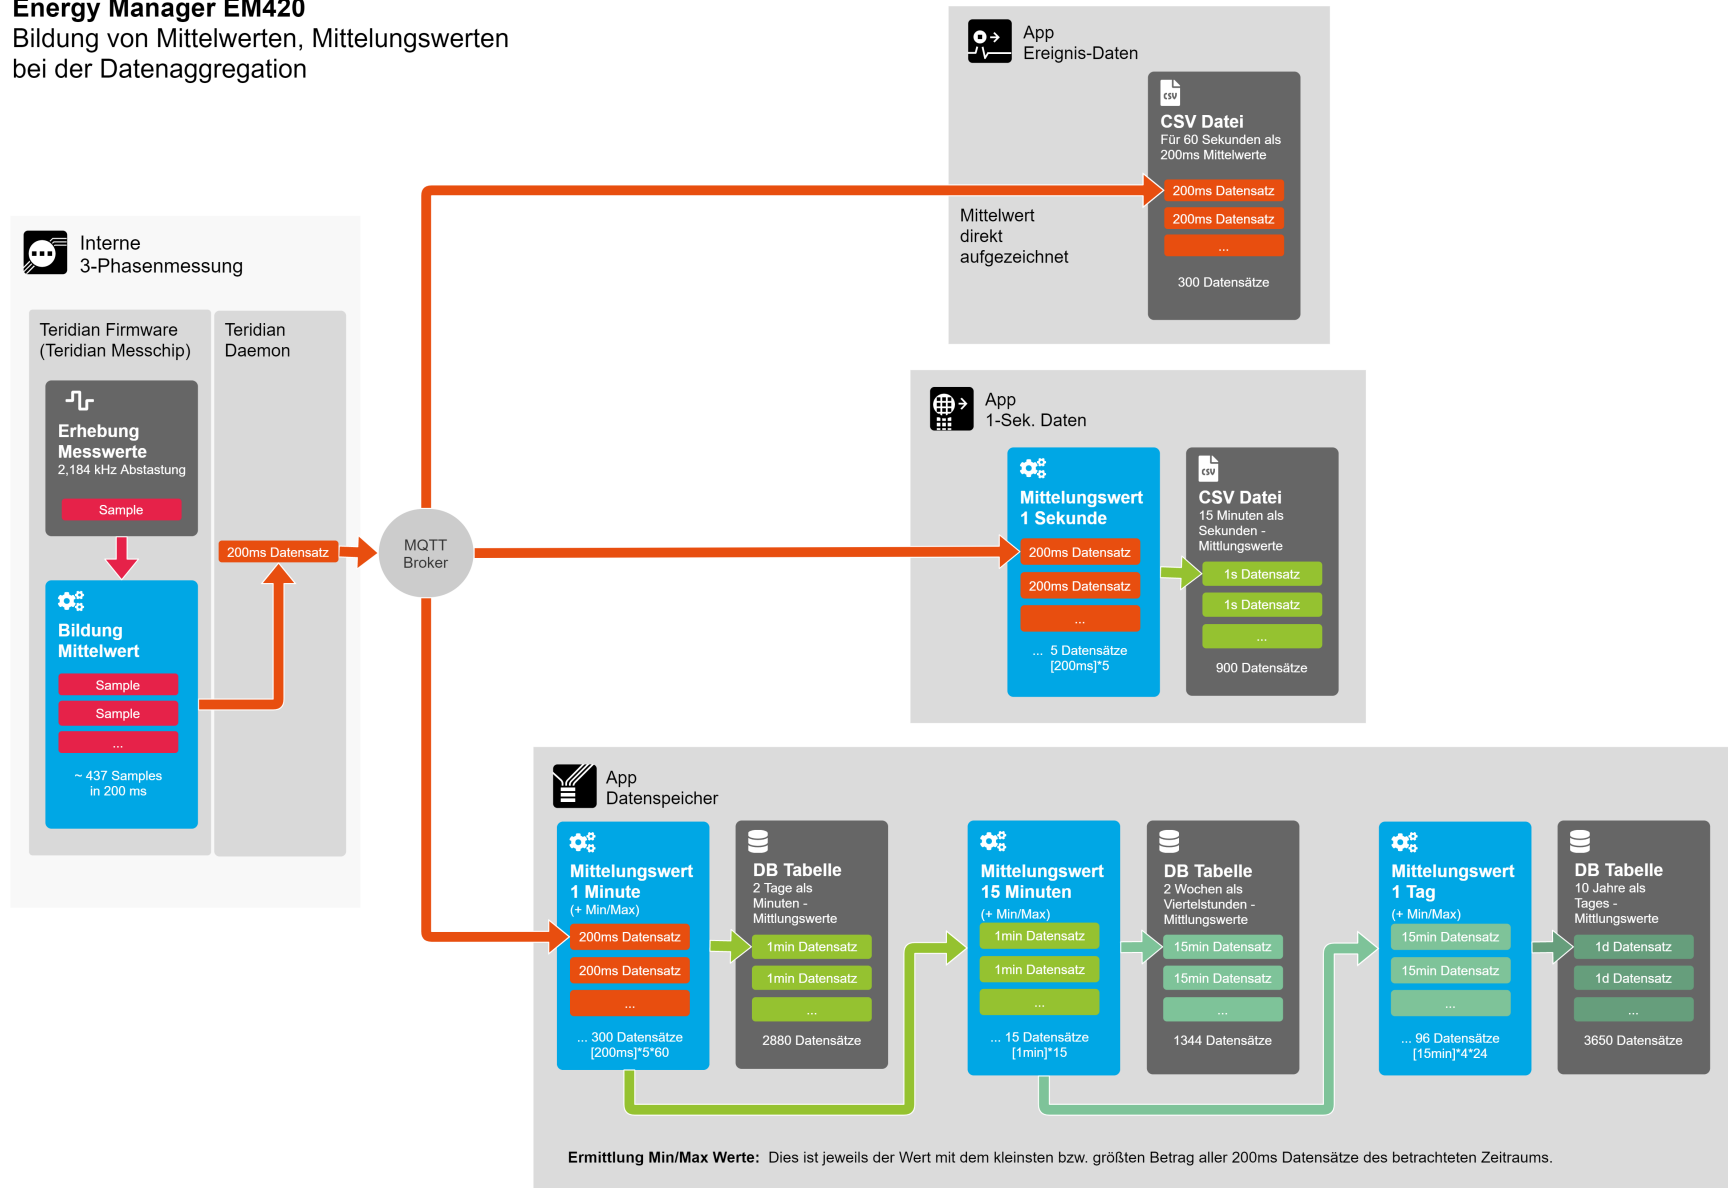 Energy Manager EM420
Bildung von Mittelwerten, Mittelungswerten
bei der Datenaggregation
Interne
3-Phasenmessung
Teridian Firmware
(Teridian Messchip)
Erhebung
Messwerte
2,184 kHz Abstastung
Sample
Bildung
Mittelwert
Sample
Sample
...
~ 437 Samples
in 200 ms
Teridian
Daemon
200ms Datensatz
MQTT
Broker
App
Ereignis-Daten
Mittelwert
direkt
aufgezeichnet
CSV
CSV Datei
Für 60 Sekunden als
200ms Mittelwerte
200ms Datensatz
200ms Datensatz
...
300 Datensätze
App
1-Sek. Daten
Mittelungswert
1 Sekunde
200ms Datensatz
200ms Datensatz
...
... 5 Datensätze
[200ms]*5
CSV
CSV Datei
15 Minuten als
Sekunden -
Mittlungswerte
1s Datensatz
1s Datensatz
...
900 Datensätze
App
Datenspeicher
Mittelungswert
1 Minute
(+ Min/Max)
200ms Datensatz
200ms Datensatz
...
... 300 Datensätze
[200ms]*5*60
DB Tabelle
2 Tage als
Minuten -
Mittlungswerte
1min Datensatz
1min Datensatz
...
2880 Datensätze
Mittelungswert
15 Minuten
(+ Min/Max)
1min Datensatz
1min Datensatz
...
... 15 Datensätze
[1min]*15
DB Tabelle
2 Wochen als
Viertelstunden -
Mittlungswerte
15min Datensatz
15min Datensatz
...
1344 Datensätze
Mittelungswert
1 Tag
(+ Min/Max)
15min Datensatz
15min Datensatz
...
... 96 Datensätze
[15min]*4*24
DB Tabelle
10 Jahre als
Tages -
Mittlungswerte
1d Datensatz
1d Datensatz
...
3650 Datensätze
Ermittlung Min/Max Werte: Dies ist jeweils der Wert mit dem kleinsten bzw. größten Betrag aller 200ms Datensätze des betrachteten Zeitraums.